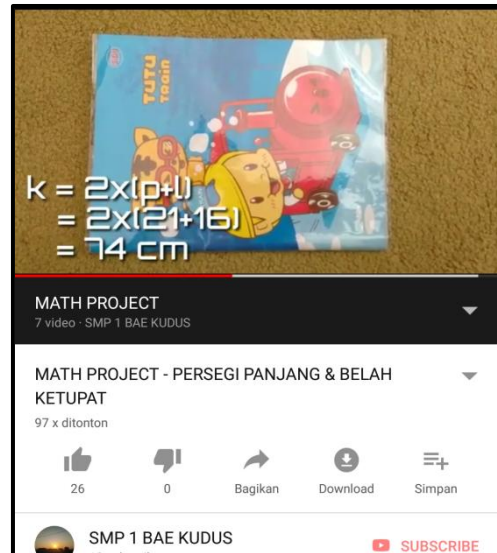 TUTU
TRain
k = 2x(p+l)
= 2x(21+16)
= 74 cm
MATH PROJECT
7 video · SMP 1 BAE KUDUS
MATH PROJECT - PERSEGI PANJANG & BELAH
KETUPAT
97 x ditonton
26
0
Bagikan
Download
Simpan
SMP 1 BAE KUDUS
SUBSCRIBE